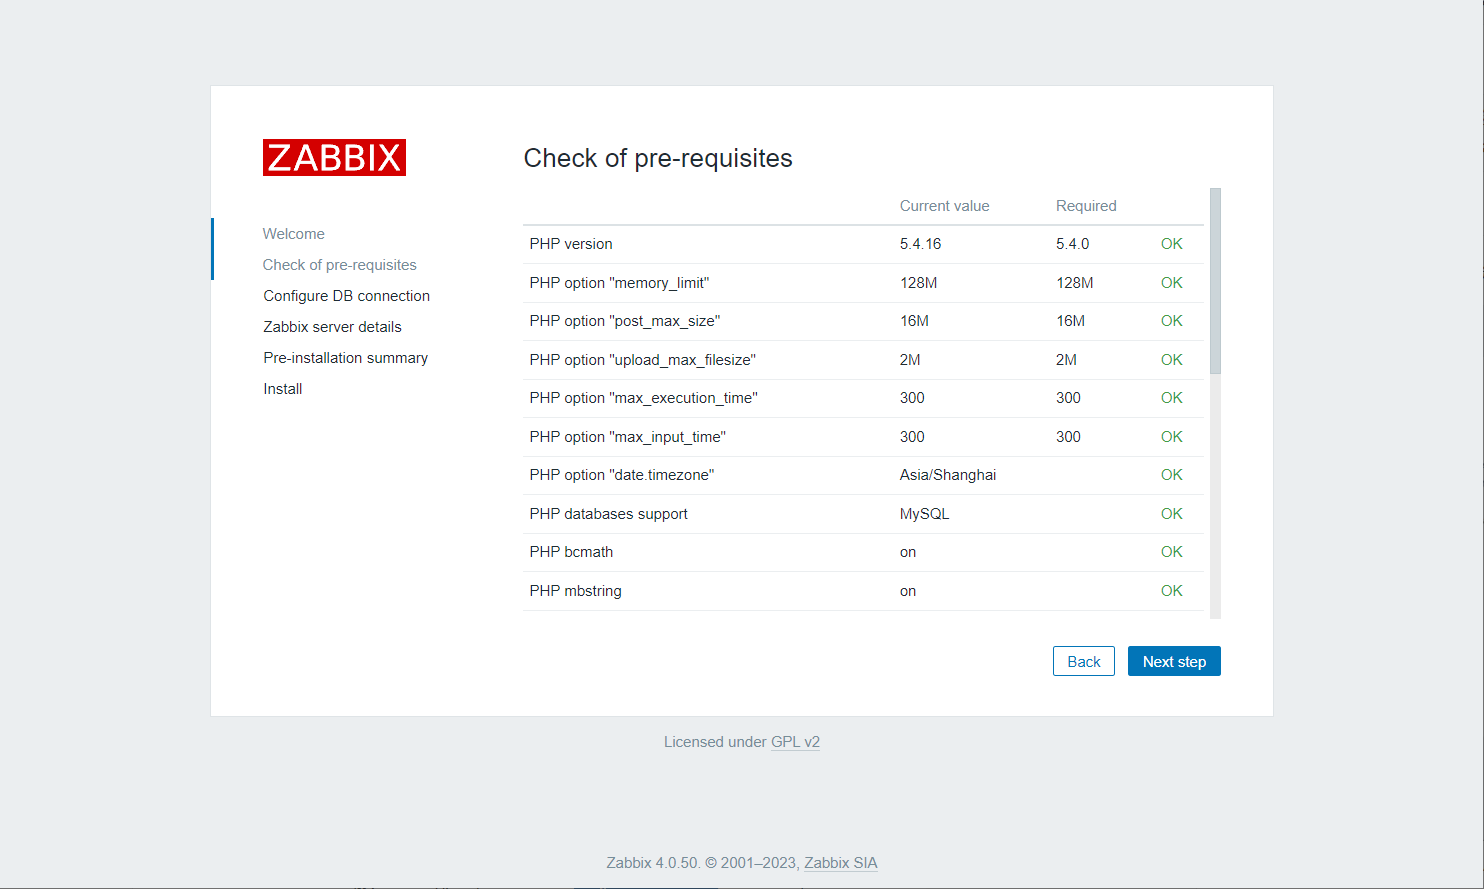 ZABBIX
Welcome
Check of pre-requisites
Configure DB connection
Zabbix server details
Pre-installation summary
Install
Check of pre-requisites
Current value Required
PHP version 5.4.16 5.4.0 OK
PHP option "memory_limit" 128M 128M OK
PHP option "post_max_size" 16M 16M OK
PHP option "upload_max_filesize" 2M 2M OK
PHP option "max_execution_time" 300 300 OK
PHP option "max_input_time" 300 300 OK
PHP option "date.timezone" Asia/Shanghai OK
PHP databases support MySQL OK
PHP bcmath on OK
PHP mbstring on OK
Back Next step
Licensed under GPL v2
Zabbix 4.0.50. © 2001–2023, Zabbix SIA